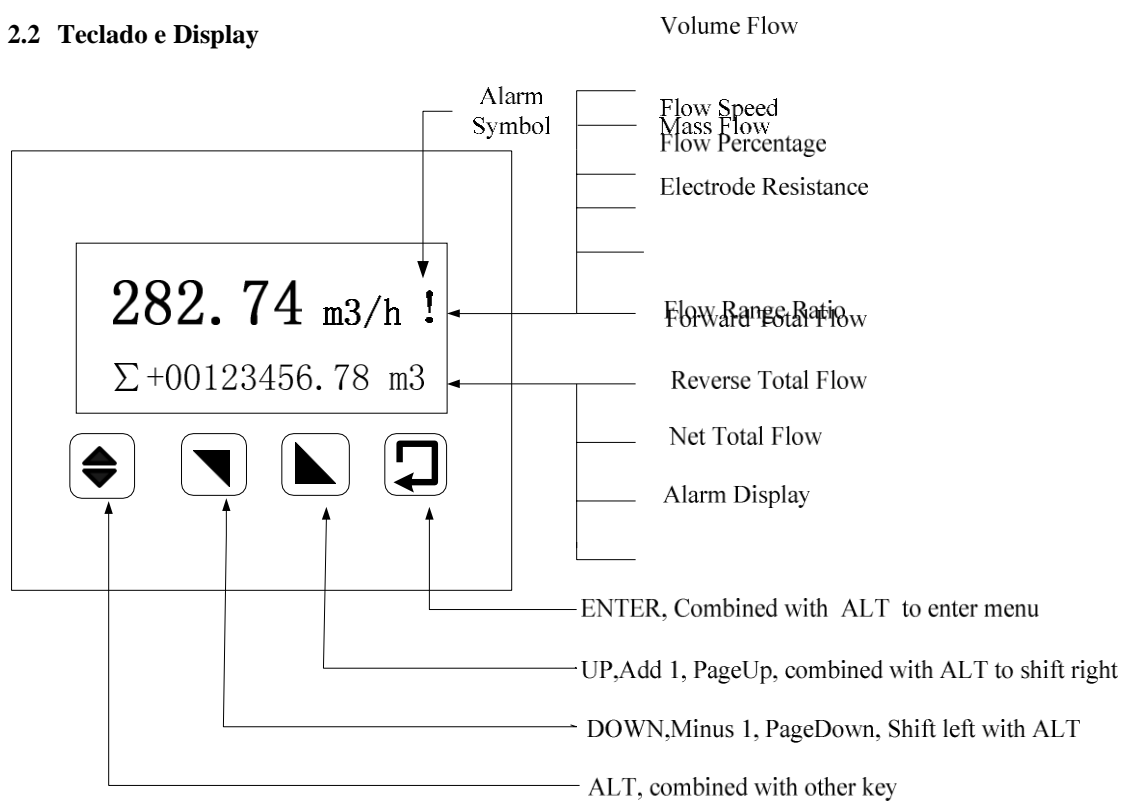 2.2 Teclado e Display
Volume Flow
Alarm
Symbol
Flow Speed
Mass Flow
Flow Percentage
Electrode Resistance
282.74 m3/h !
Flow Range Ratio
Forward Total Flow
Σ+00123456.78 m3
Reverse Total Flow
Net Total Flow
Alarm Display
ENTER, Combined with ALT to enter menu
UP,Add 1, PageUp, combined with ALT to shift right
DOWN,Minus 1, PageDown, Shift left with ALT
ALT, combined with other key